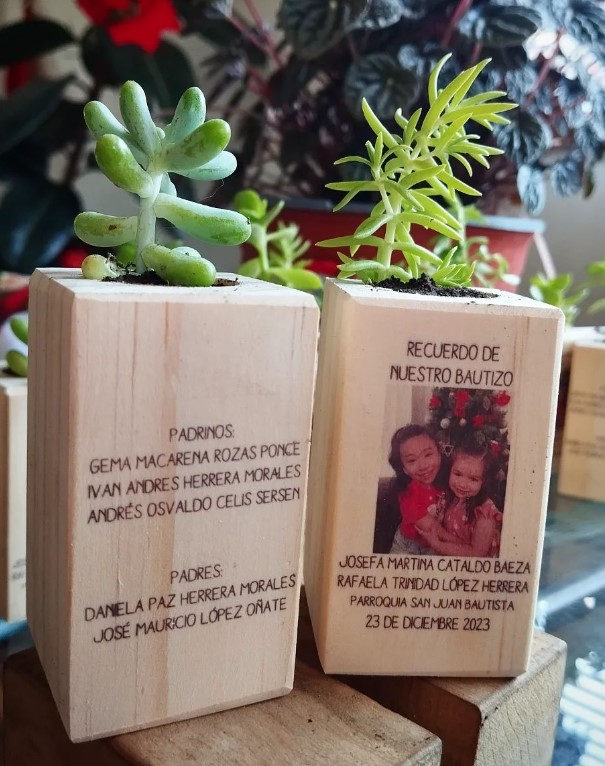 PADRINOS:
GEMA MACARENA ROZAS PONCE
IVAN ANDRES HERRERA MORALES
ANDRÉS OSVALDO CELIS SERSEN
PADRES:
DANIELA PAZ HERRERA MORALES
JOSÉ MAURICIO LÓPEZ OÑATE
RECUERDO DE
NUESTRO BAUTIZO
JOSEFA MARTINA CATALDO BAEZA
RAFAELA TRINIDAD LÓPEZ HERRERA
PARROQUIA SAN JUAN BAUTISTA
23 DE DICIEMBRE 2023